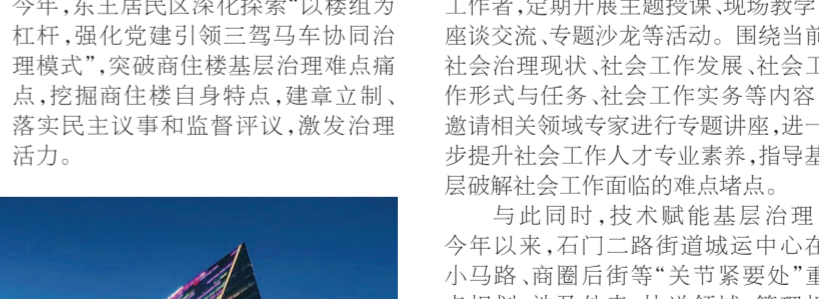 今年，东王居民区深化探索“以楼组为
杠杆，强化党建引领三驾马车协同治
理模式”，突破商住楼基层治理难点痛
点，挖掘商住楼自身特点，建章立制、
落实民主议事和监督评议，激发治理
活力。
工作者，定期开展主题授课、现场教学
座谈交流、专题沙龙等活动。围绕当前
社会治理现状、社会工作发展、社会工
作形式与任务、社会工作实务等内容
邀请相关领域专家进行专题讲座，进一
步提升社会工作人才专业素养，指导基
层破解社会工作面临的难点堵点。
与此同时，技术赋能基层治理
今年以来，石门二路街道城运中心在
小马路、商圈后街等“关节紧要处”重